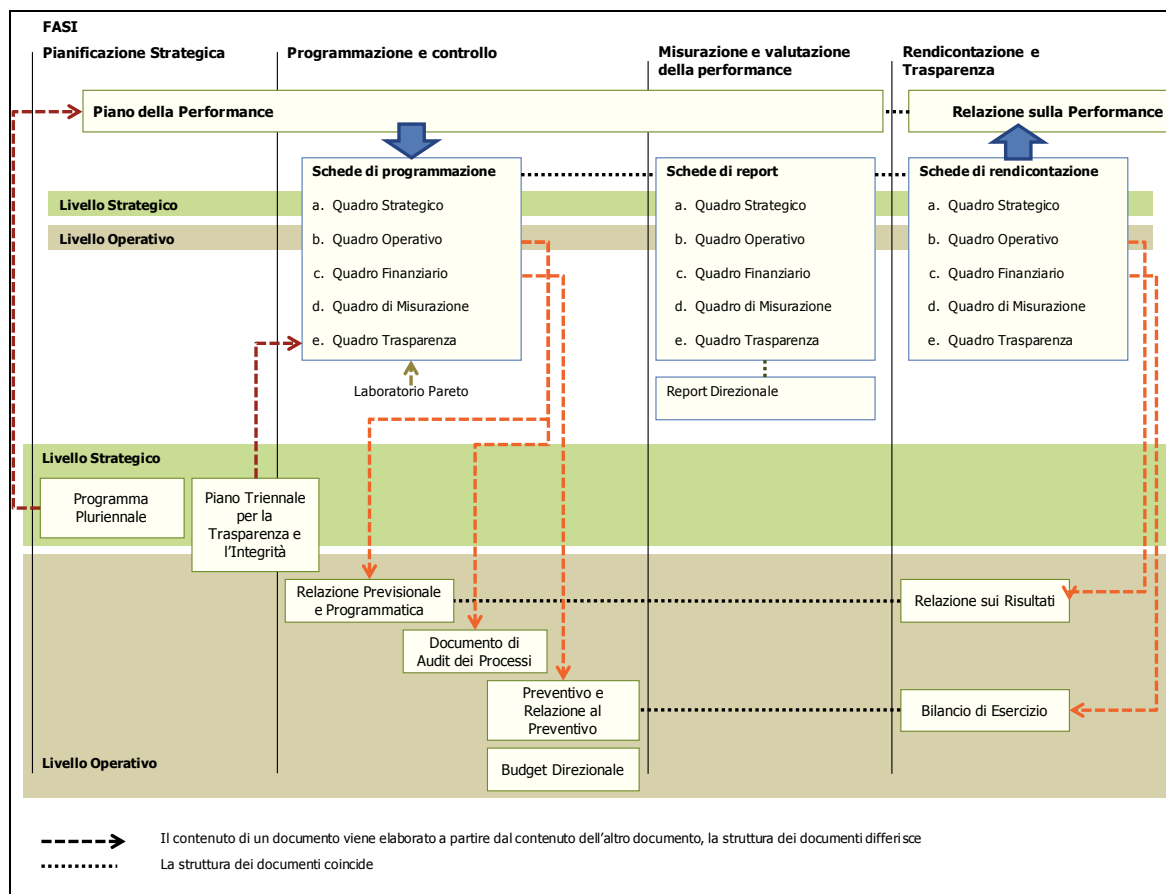 FASI
Pianificazione Strategica
Programmazione e controllo
Misurazione e valutazione
della performance
Rendicontazione e
Trasparenza
Piano della Performance
Relazione sulla Performance
Schede di programmazione
a. Quadro Strategico
b. Quadro Operativo
c. Quadro Finanziario
d. Quadro di Misurazione
e. Quadro Trasparenza
Schede di report
a. Quadro Strategico
b. Quadro Operativo
c. Quadro Finanziario
d. Quadro di Misurazione
e. Quadro Trasparenza
Schede di rendicontazione
a. Quadro Strategico
b. Quadro Operativo
c. Quadro Finanziario
d. Quadro di Misurazione
e. Quadro Trasparenza
Livello Strategico
Livello Operativo
Laboratorio Pareto
Report Direzionale
Livello Strategico
Programma
Pluriennale
Piano Triennale
per la
Trasparenza e
l'Integrità
Relazione Previsionale
e Programmatica
Relazione sui Risultati
Documento di
Audit dei Processi
Preventivo e
Relazione al
Preventivo
Bilancio di Esercizio
Budget Direzionale
Livello Operativo
Il contenuto di un documento viene elaborato a partire dal contenuto dell'altro documento, la struttura dei documenti differisce
La struttura dei documenti coincide